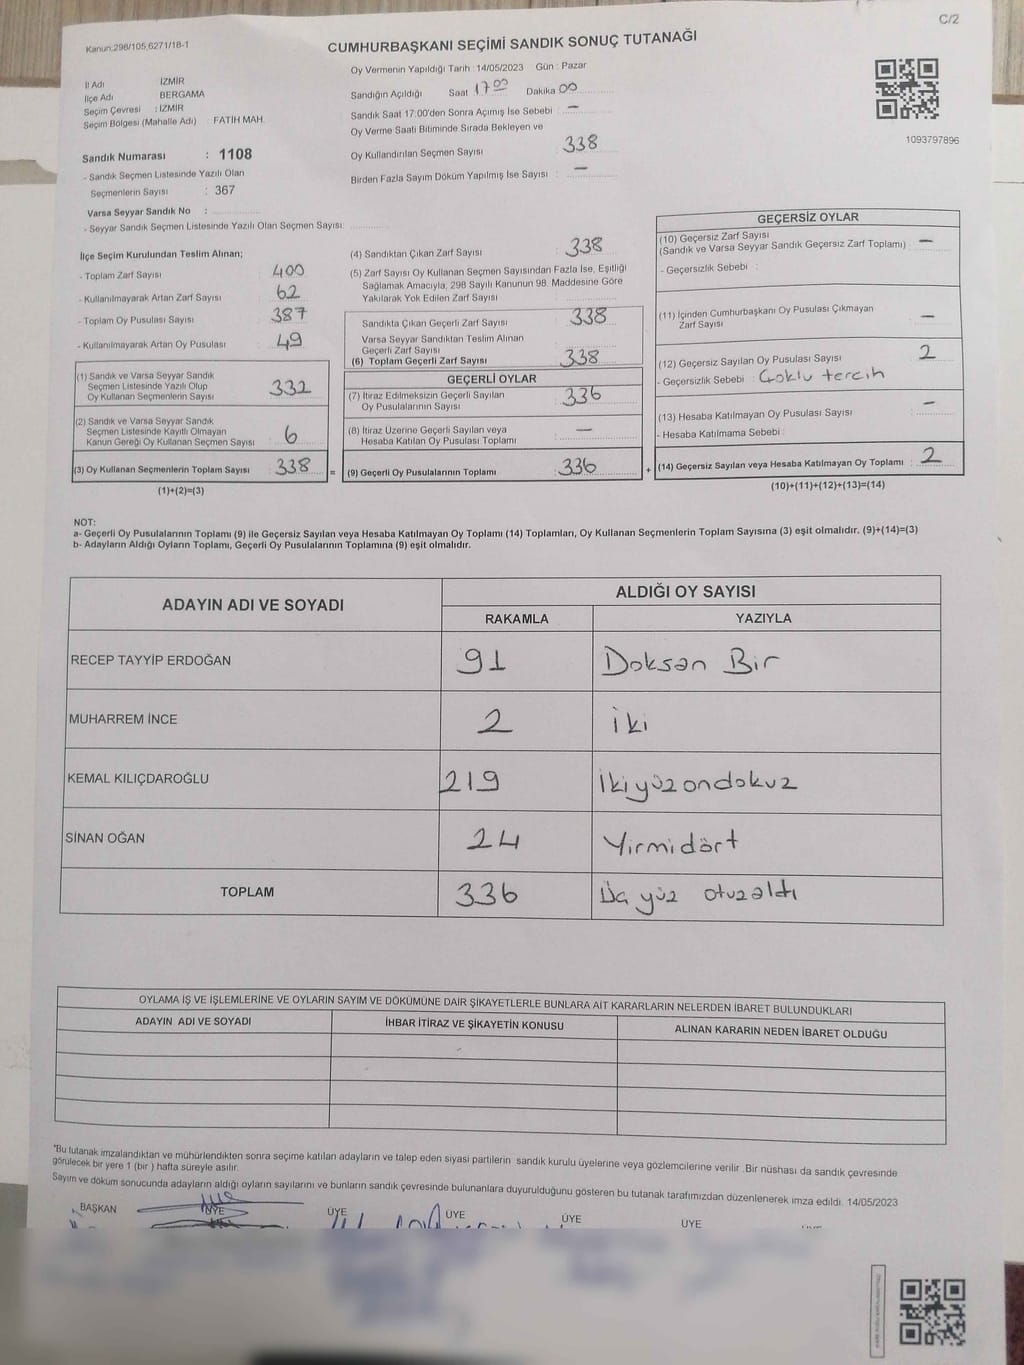 C/2
Kanun,298/105,6271/18-1
CUMHURBAŞKANI SEÇİMİ SANDIK SONUÇ TUTANAĞI
İl Adı İZMİR
İlçe Adı BERGAMA
Seçim Çevresi : İZMİR
Seçim Bölgesi (Mahalle Adı) FATİH MAH.
Sandık Numarası : 1108
- Sandık Seçmen Listesinde Yazılı Olan
Seçmenlerin Sayısı : 367
Varsa Seyyar Sandık No :
- Seyyar Sandık Seçmen Listesinde Yazılı Olan Seçmen Sayısı:
Oy Vermenin Yapıldığı Tarih : 14/05/2023 Gün : Pazar
Sandığın Açıldığı Saat 17 00 Dakika 00
Sandık Saat 17.00'den Sonra Açımış İse Sebebi : —
Oy Verme Saati Bitiminde Sırada Bekleyen ve
Oy Kullandırılan Seçmen Sayısı : 338
Birden Fazla Sayım Döküm Yapılmış İse Sayısı : —
1093797896
İlçe Seçim Kurulundan Teslim Alınan;
- Toplam Zarf Sayısı : 400
- Kullanılmayarak Artan Zarf Sayısı : 62
- Toplam Oy Pusulası Sayısı : 387
- Kullanılmayarak Artan Oy Pusulası : 49
(1) Sandık ve Varsa Seyyar Sandık
Seçmen Listesinde Yazılı Olup
Oy Kullanan Seçmenlerin Sayısı : 332
(2) Sandık ve Varsa Seyyar Sandık
Seçmen Listesinde Kayıtlı Olmayan
Kanun Gereği Oy Kullanan Seçmen Sayısı : 6
(3) Oy Kullanan Seçmenlerin Toplam Sayısı : 338
(1)+(2)=(3)
(4) Sandıktan Çıkan Zarf Sayısı : 338
(5) Zarf Sayısı Oy Kullanan Seçmen Sayısından Fazla İse, Eşitliği
Sağlamak Amacıyla, 298 Sayılı Kanunun 98. Maddesine Göre
Yakılarak Yok Edilen Zarf Sayısı :
Sandıkta Çıkan Geçerli Zarf Sayısı : 338
Varsa Seyyar Sandıktan Teslim Alınan
Geçerli Zarf Sayısı :
(6) Toplam Geçerli Zarf Sayısı : 338
GEÇERLİ OYLAR
(7) İtiraz Edilmeksizin Geçerli Sayılan
Oy Pusulalarının Sayısı : 336
(8) İtiraz Üzerine Geçerli Sayılan veya
Hesaba Katılan Oy Pusulası Toplamı : —
= (9) Geçerli Oy Pusulalarının Toplamı : 336
GEÇERSİZ OYLAR
(10) Geçersiz Zarf Sayısı
(Sandık ve Varsa Seyyar Sandık Geçersiz Zarf Toplamı) : —
- Geçersizlik Sebebi :
(11) İçinden Cumhurbaşkanı Oy Pusulası Çıkmayan
Zarf Sayısı : —
(12) Geçersiz Sayılan Oy Pusulası Sayısı : 2
- Geçersizlik Sebebi : Çoklu tercih
(13) Hesaba Katılmayan Oy Pusulası Sayısı : —
- Hesaba Katılmama Sebebi :
+ (14) Geçersiz Sayılan veya Hesaba Katılmayan Oy Toplamı : 2
(10)+(11)+(12)+(13)=(14)
NOT:
a- Geçerli Oy Pusulalarının Toplamı (9) ile Geçersiz Sayılan veya Hesaba Katılmayan Oy Toplamı (14) Toplamları, Oy Kullanan Seçmenlerin Toplam Sayısına (3) eşit olmalıdır. (9)+(14)=(3)
b- Adayların Aldığı Oyların Toplamı, Geçerli Oy Pusulalarının Toplamına (9) eşit olmalıdır.
ADAYIN ADI VE SOYADI ALDIĞI OY SAYISI
RAKAMLA YAZIYLA
RECEP TAYYİP ERDOĞAN 91 Doksan Bir
MUHARREM İNCE 2 İki
KEMAL KILIÇDAROĞLU 219 İkiyüzondokuz
SİNAN OĞAN 24 Yirmidört
TOPLAM 336 Üç yüz otuzaltı
OYLAMA İŞ VE İŞLEMLERİNE VE OYLARIN SAYIM VE DÖKÜMÜNE DAİR ŞİKAYETLERLE BUNLARA AİT KARARLARIN NELERDEN İBARET BULUNDUKLARI
ADAYIN ADI VE SOYADI İHBAR İTİRAZ VE ŞİKAYETİN KONUSU ALINAN KARARIN NEDEN İBARET OLDUĞU
*Bu tutanak imzalandıktan ve mühürlendikten sonra seçime katılan adayların ve talep eden siyasi partilerin sandık kurulu üyelerine veya gözlemcilerine verilir .Bir nüshası da sandık çevresinde
görülecek bir yere 1 (bir ) hafta süreyle asılır.
Sayım ve döküm sonucunda adayların aldığı oyların sayılarını ve bunların sandık çevresinde bulunanlara duyurulduğunu gösteren bu tutanak tarafımızdan düzenlenerek imza edildi. 14/05/2023
BAŞKAN ÜYE ÜYE ÜYE ÜYE ÜYE